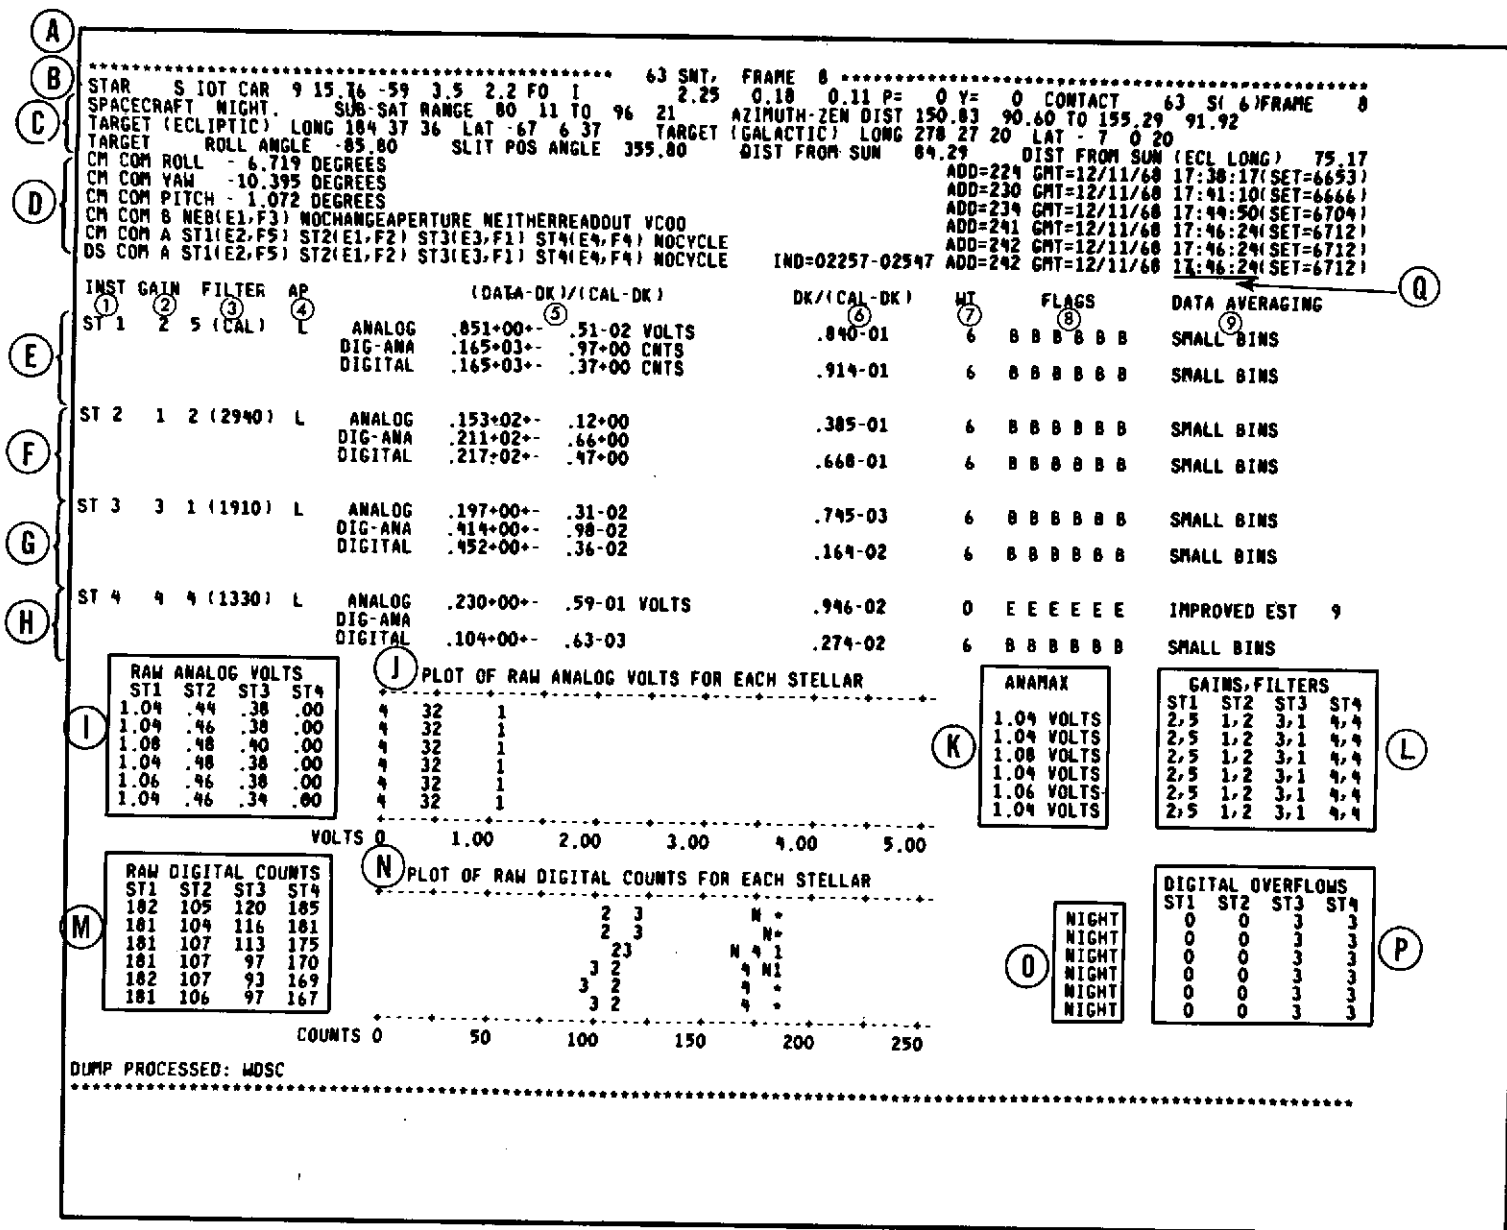 A
B
************************************************** 63 SNT, FRAME 8 **************************************************
STAR S IOT CAR 9 15.76 -59 3.5 2.2 FO I 2.25 0.18 0.11 P= 0 Y= 0 CONTACT 63 S( 6)FRAME 8
C
SPACECRAFT NIGHT. SUB-SAT RANGE 80 11 TO 96 21 AZIMUTH-ZEN DIST 150.83 90.60 TO 155.29 91.92
TARGET (ECLIPTIC) LONG 184 37 36 LAT -67 6 37 TARGET (GALACTIC) LONG 278 27 20 LAT - 7 0 20
TARGET ROLL ANGLE -85.80 SLIT POS ANGLE 355.80 DIST FROM SUN 84.29 DIST FROM SUN (ECL LONG) 75.17
D
CM COM ROLL - 6.719 DEGREES ADD=224 GMT=12/11/68 17:38:17(SET=6653)
CM COM YAW -10.395 DEGREES ADD=230 GMT=12/11/68 17:41:10(SET=6666)
CM COM PITCH - 1.072 DEGREES ADD=234 GMT=12/11/68 17:44:50(SET=6704)
CM COM B NEB(E1,F3) NOCHANGEAPERTURE NEITHERREADOUT VCOO ADD=241 GMT=12/11/68 17:46:24(SET=6712)
CM COM A ST1(E2,F5) ST2(E1,F2) ST3(E3,F1) ST4(E4,F4) NOCYCLE ADD=242 GMT=12/11/68 17:46:24(SET=6712)
DS COM A ST1(E2,F5) ST2(E1,F2) ST3(E3,F1) ST4(E4,F4) NOCYCLE IND=02257-02547 ADD=242 GMT=12/11/68 17:46:24(SET=6712)
Q
INST GAIN FILTER AP (DATA-DK)/(CAL-DK) DK/(CAL-DK) WT FLAGS DATA AVERAGING
1 2 3 4 5 6 7 8 9
E
ST 1 2 5 (CAL) L ANALOG .851+00+- .51-02 VOLTS .840-01 6 B B B B B B SMALL BINS
DIG-ANA .165+03+- .97+00 CNTS
DIGITAL .165+03+- .37+00 CNTS .914-01 6 B B B B B B SMALL BINS
F
ST 2 1 2 (2940) L ANALOG .153+02+- .12+00 .385-01 6 B B B B B B SMALL BINS
DIG-ANA .211+02+- .66+00
DIGITAL .217+02+- .47+00 .668-01 6 B B B B B B SMALL BINS
G
ST 3 3 1 (1910) L ANALOG .197+00+- .31-02 .745-03 6 B B B B B B SMALL BINS
DIG-ANA .414+00+- .98-02
DIGITAL .452+00+- .36-02 .164-02 6 B B B B B B SMALL BINS
H
ST 4 4 4 (1330) L ANALOG .230+00+- .59-01 VOLTS .946-02 0 E E E E E E IMPROVED EST 9
DIG-ANA
DIGITAL .104+00+- .63-03 .274-02 6 B B B B B B SMALL BINS
I
RAW ANALOG VOLTS
ST1 ST2 ST3 ST4
1.04 .44 .38 .00
1.04 .46 .38 .00
1.08 .48 .40 .00
1.04 .48 .38 .00
1.06 .46 .38 .00
1.04 .46 .34 .00
J
PLOT OF RAW ANALOG VOLTS FOR EACH STELLAR
4 32 1
4 32 1
4 32 1
4 32 1
4 32 1
4 32 1
VOLTS 0 1.00 2.00 3.00 4.00 5.00
K
ANAMAX
1.04 VOLTS
1.04 VOLTS
1.08 VOLTS
1.04 VOLTS
1.06 VOLTS
1.04 VOLTS
L
GAINS,FILTERS
ST1 ST2 ST3 ST4
2,5 1,2 3,1 4,4
2,5 1,2 3,1 4,4
2,5 1,2 3,1 4,4
2,5 1,2 3,1 4,4
2,5 1,2 3,1 4,4
2,5 1,2 3,1 4,4
M
RAW DIGITAL COUNTS
ST1 ST2 ST3 ST4
182 105 120 185
181 104 116 181
181 107 113 175
181 107 97 170
182 107 93 169
181 106 97 167
N
PLOT OF RAW DIGITAL COUNTS FOR EACH STELLAR
2 3 N *
2 3 N*
23 N 4 1
3 2 4 N1
3 2 4 *
3 2 4 *
COUNTS 0 50 100 150 200 250
O
NIGHT
NIGHT
NIGHT
NIGHT
NIGHT
NIGHT
P
DIGITAL OVERFLOWS
ST1 ST2 ST3 ST4
0 0 3 3
0 0 3 3
0 0 3 3
0 0 3 3
0 0 3 3
0 0 3 3
DUMP PROCESSED: WDSC